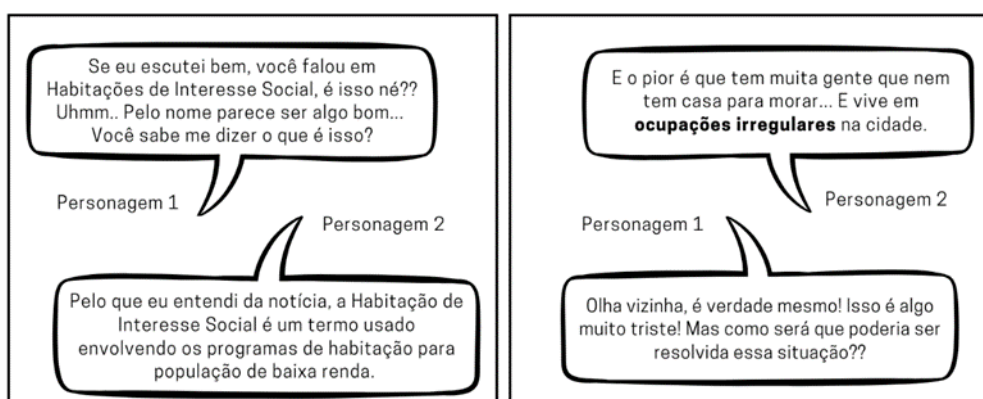 Se eu escutei bem, você falou em
Habitações de Interesse Social, é isso né??
Uhmm.. Pelo nome parece ser algo bom...
Você sabe me dizer o que é isso?
Personagem 1
Personagem 2
Pelo que eu entendi da notícia, a Habitação de
Interesse Social é um termo usado
envolvendo os programas de habitação para
população de baixa renda.
E o pior é que tem muita gente que nem
tem casa para morar... E vive em
ocupações irregulares na cidade.
Personagem 2
Personagem 1
Olha vizinha, é verdade mesmo! Isso é algo
muito triste! Mas como será que poderia ser
resolvida essa situação??